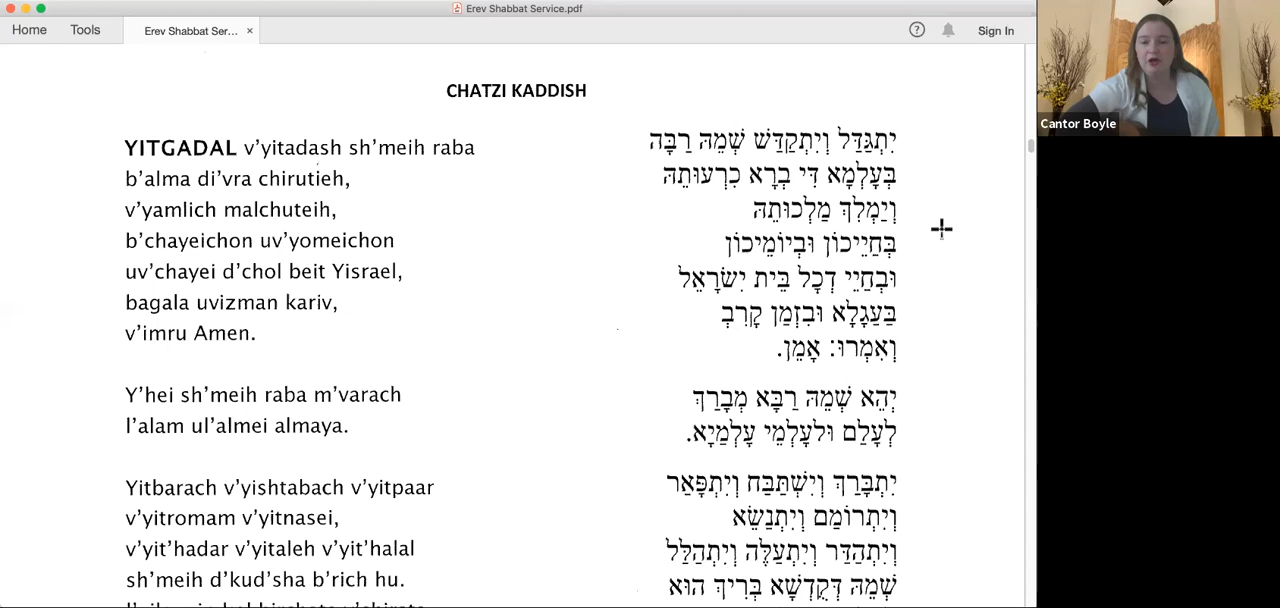 Erev Shabbat Service.pdf
Home Tools Erev Shabbat Ser... × Sign In
Cantor Boyle
CHATZI KADDISH
YITGADAL v'yitadash sh'meih raba
b'alma di'vra chirutieh,
v'yamlich malchuteih,
b'chayeichon uv'yomeichon
uv'chayei d'chol beit Yisrael,
bagala uvizman kariv,
v'imru Amen.
Y'hei sh'meih raba m'varach
l'alam ul'almei almaya.
Yitbarach v'yishtabach v'yitpaar
v'yitromam v'yitnasei,
v'yit'hadar v'yitaleh v'yit'halal
sh'meih d'kud'sha b'rich hu.
יִתְגַּדַּל וְיִתְקַדַּשׁ שְׁמֵהּ רַבָּה
בְּעָלְמָא דִּי בְרָא כִרְעוּתֵהּ
וְיַמְלִךְ מַלְכוּתֵהּ
בְּחַיֵּיכוֹן וּבְיוֹמֵיכוֹן
וּבְחַיֵּי דְכָל בֵּית יִשְׂרָאֵל
בַּעֲגָלָא וּבִזְמַן קָרִב
וְאִמְרוּ: אָמֵן.
יְהֵא שְׁמֵהּ רַבָּא מְבָרַךְ
לְעָלַם וּלעָלְמֵי עָלְמַיָּא.
יִתְבָּרַךְ וְיִשְׁתַּבַּח וְיִתְפָּאַר
וְיִתְרוֹמַם וְיִתְנַשֵּׂא
וְיִתְהַדַּר וְיִתְעַלֶּה וְיִתְהַלַּל
שְׁמֵהּ דְּקֻדְשָׁא בְּרִיךְ הוּא